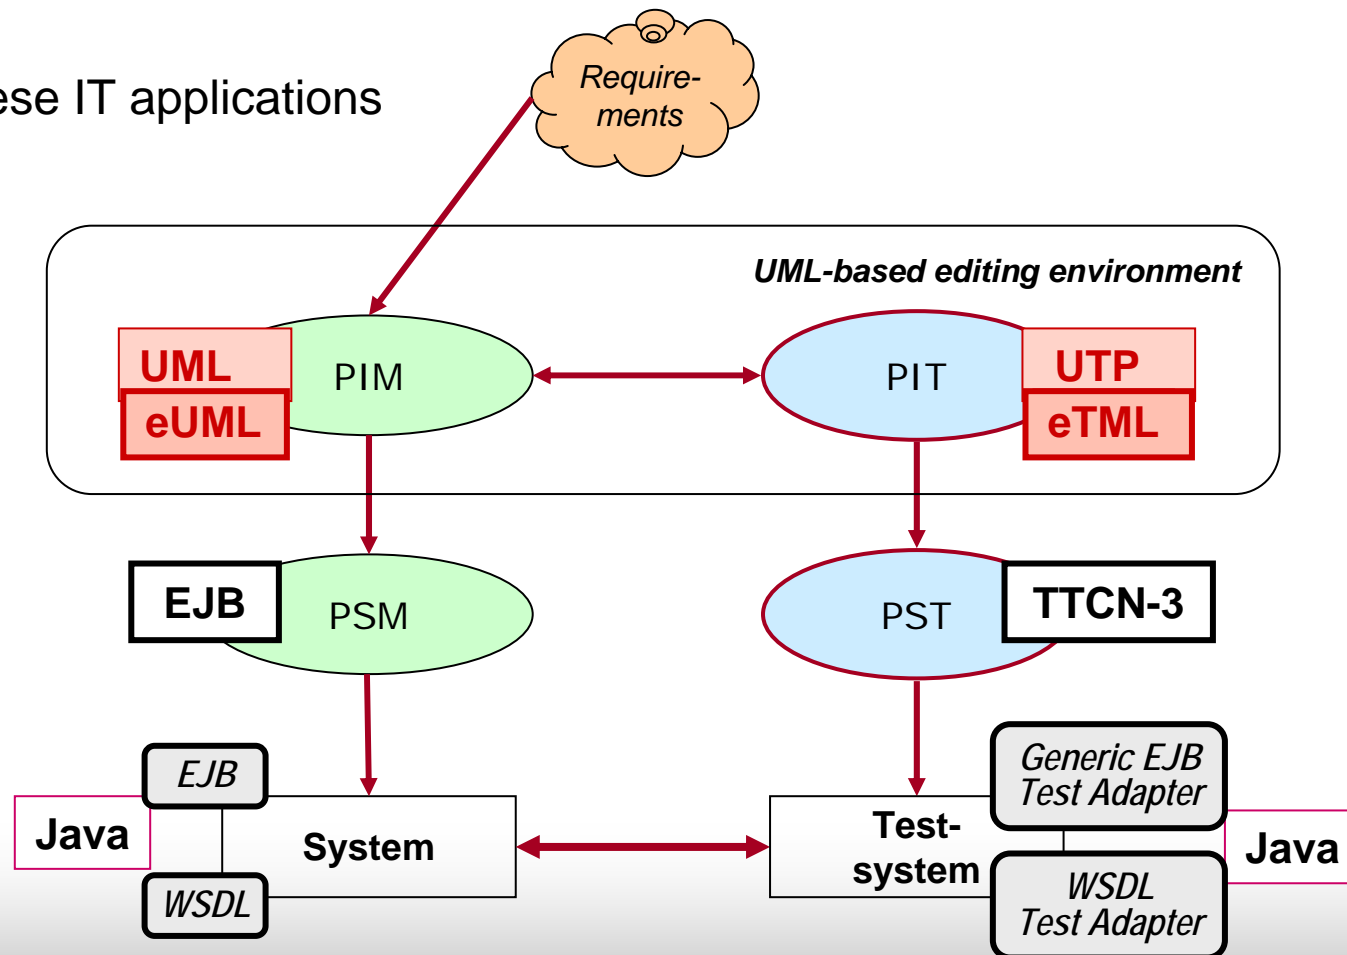 ese IT applications
Require-
ments
UML-based editing environment
UML
eUML
PIM
PIT
UTP
eTML
EJB
PSM
PST
TTCN-3
EJB
Java
System
WSDL
Test-
system
Generic EJB
Test Adapter
Java
WSDL
Test Adapter